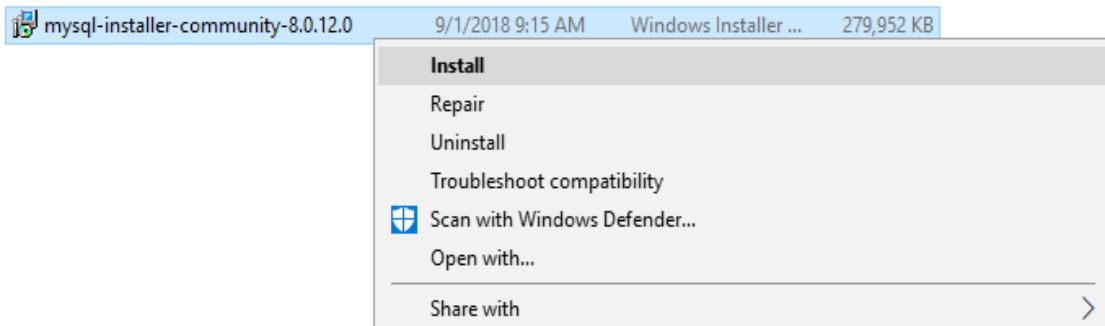 mysql-installer-community-8.0.12.0 9/1/2018 9:15 AM Windows Installer ... 279,952 KB
Install
Repair
Uninstall
Troubleshoot compatibility
Scan with Windows Defender...
Open with...
Share with